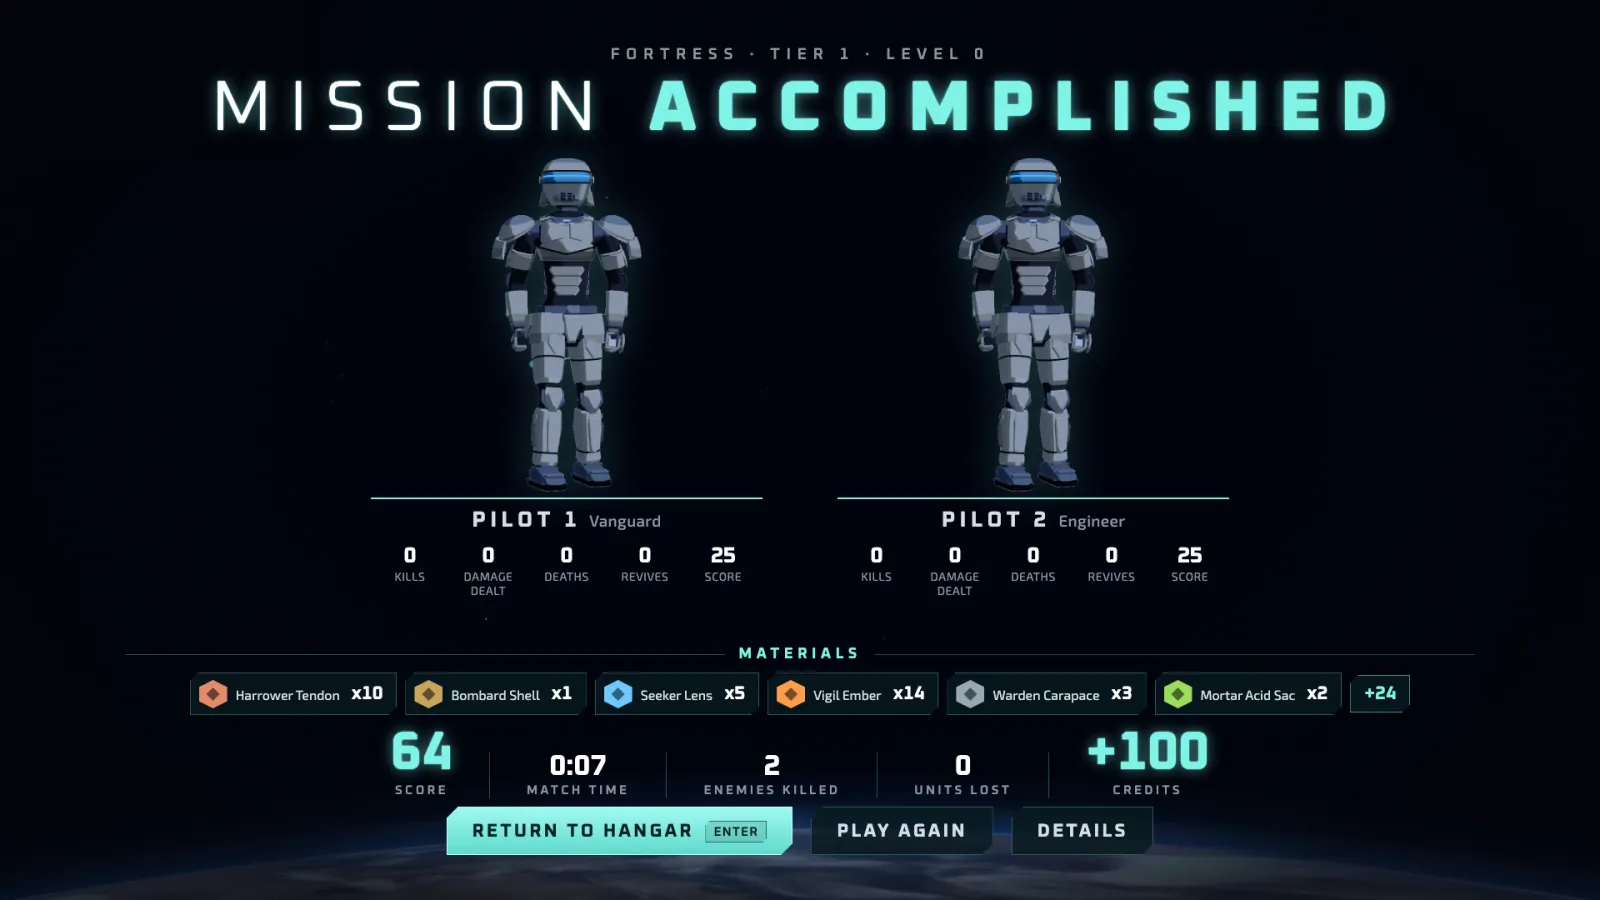 FORTRESS · TIER 1 · LEVEL 0
MISSION ACCOMPLISHED
PILOT 1 Vanguard
0 KILLS
0 DAMAGE DEALT
0 DEATHS
0 REVIVES
25 SCORE
PILOT 2 Engineer
0 KILLS
0 DAMAGE DEALT
0 DEATHS
0 REVIVES
25 SCORE
MATERIALS
Harrower Tendon x10
Bombard Shell x1
Seeker Lens x5
Vigil Ember x14
Warden Carapace x3
Mortar Acid Sac x2
+24
64 SCORE
0:07 MATCH TIME
2 ENEMIES KILLED
0 UNITS LOST
+100 CREDITS
RETURN TO HANGAR ENTER
PLAY AGAIN
DETAILS